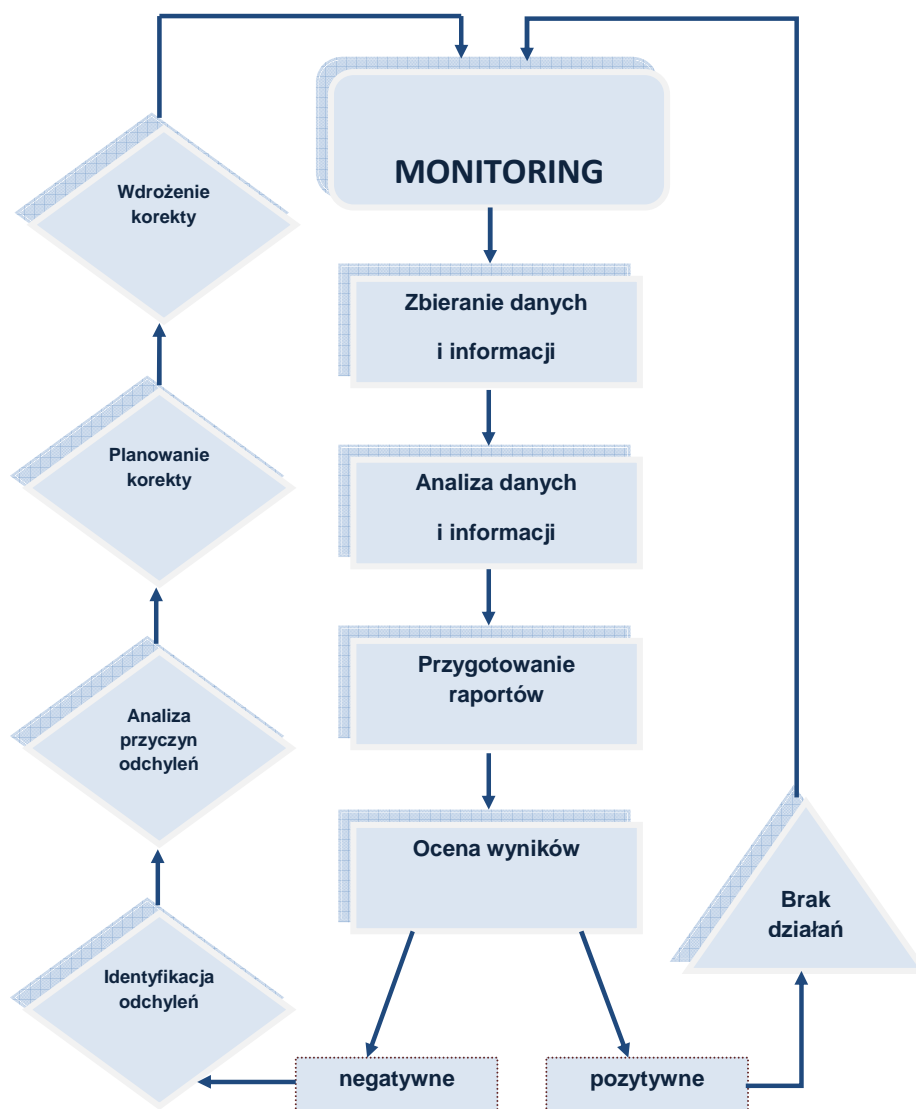 MONITORING
Wdrożenie
korekty
Zbieranie danych
i informacji
Planowanie
korekty
Analiza danych
i informacji
Przygotowanie
raportów
Analiza
przyczyn
odchyleń
Ocena wyników
Brak
działań
Identyfikacja
odchyleń
negatywne
pozytywne